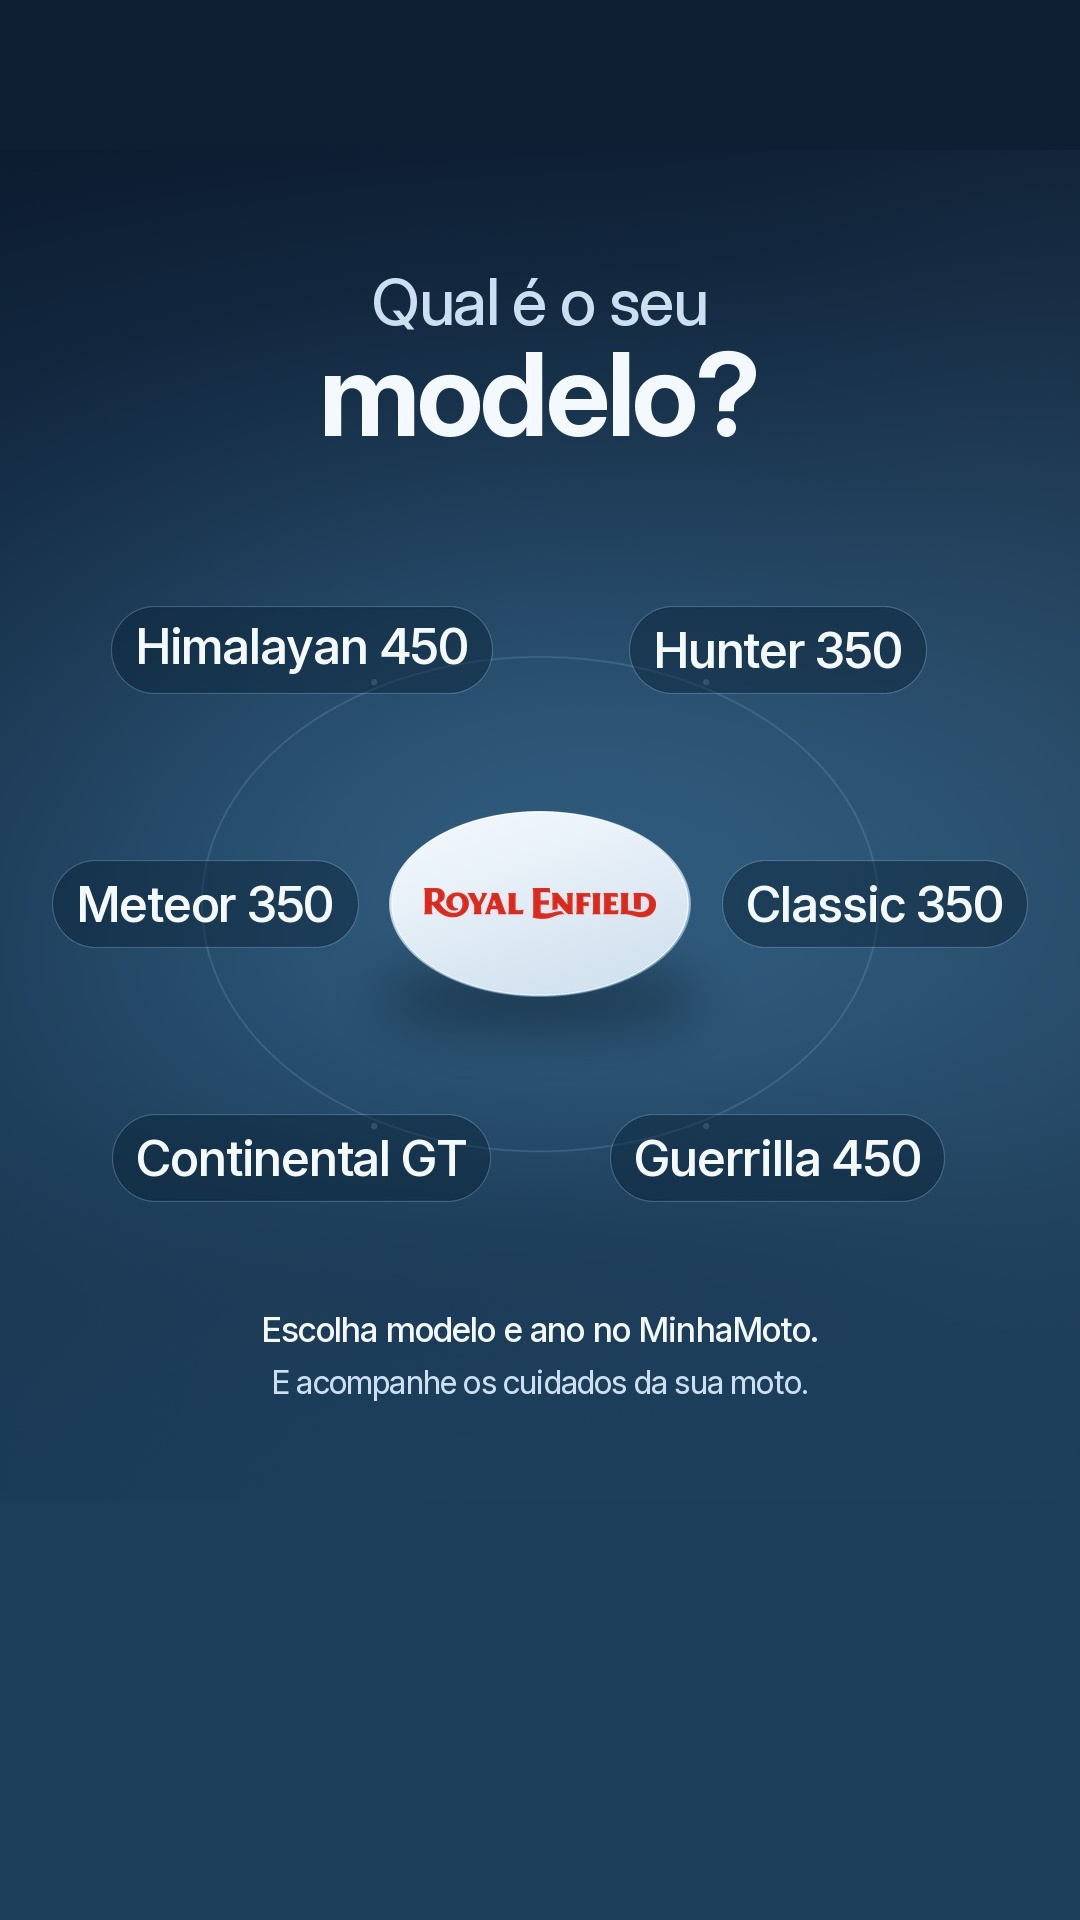 Qual é o seu
modelo?
Himalayan 450
Hunter 350
Meteor 350
ROYAL ENFIELD
Classic 350
Continental GT
Guerrilla 450
Escolha modelo e ano no MinhaMoto.
E acompanhe os cuidados da sua moto.